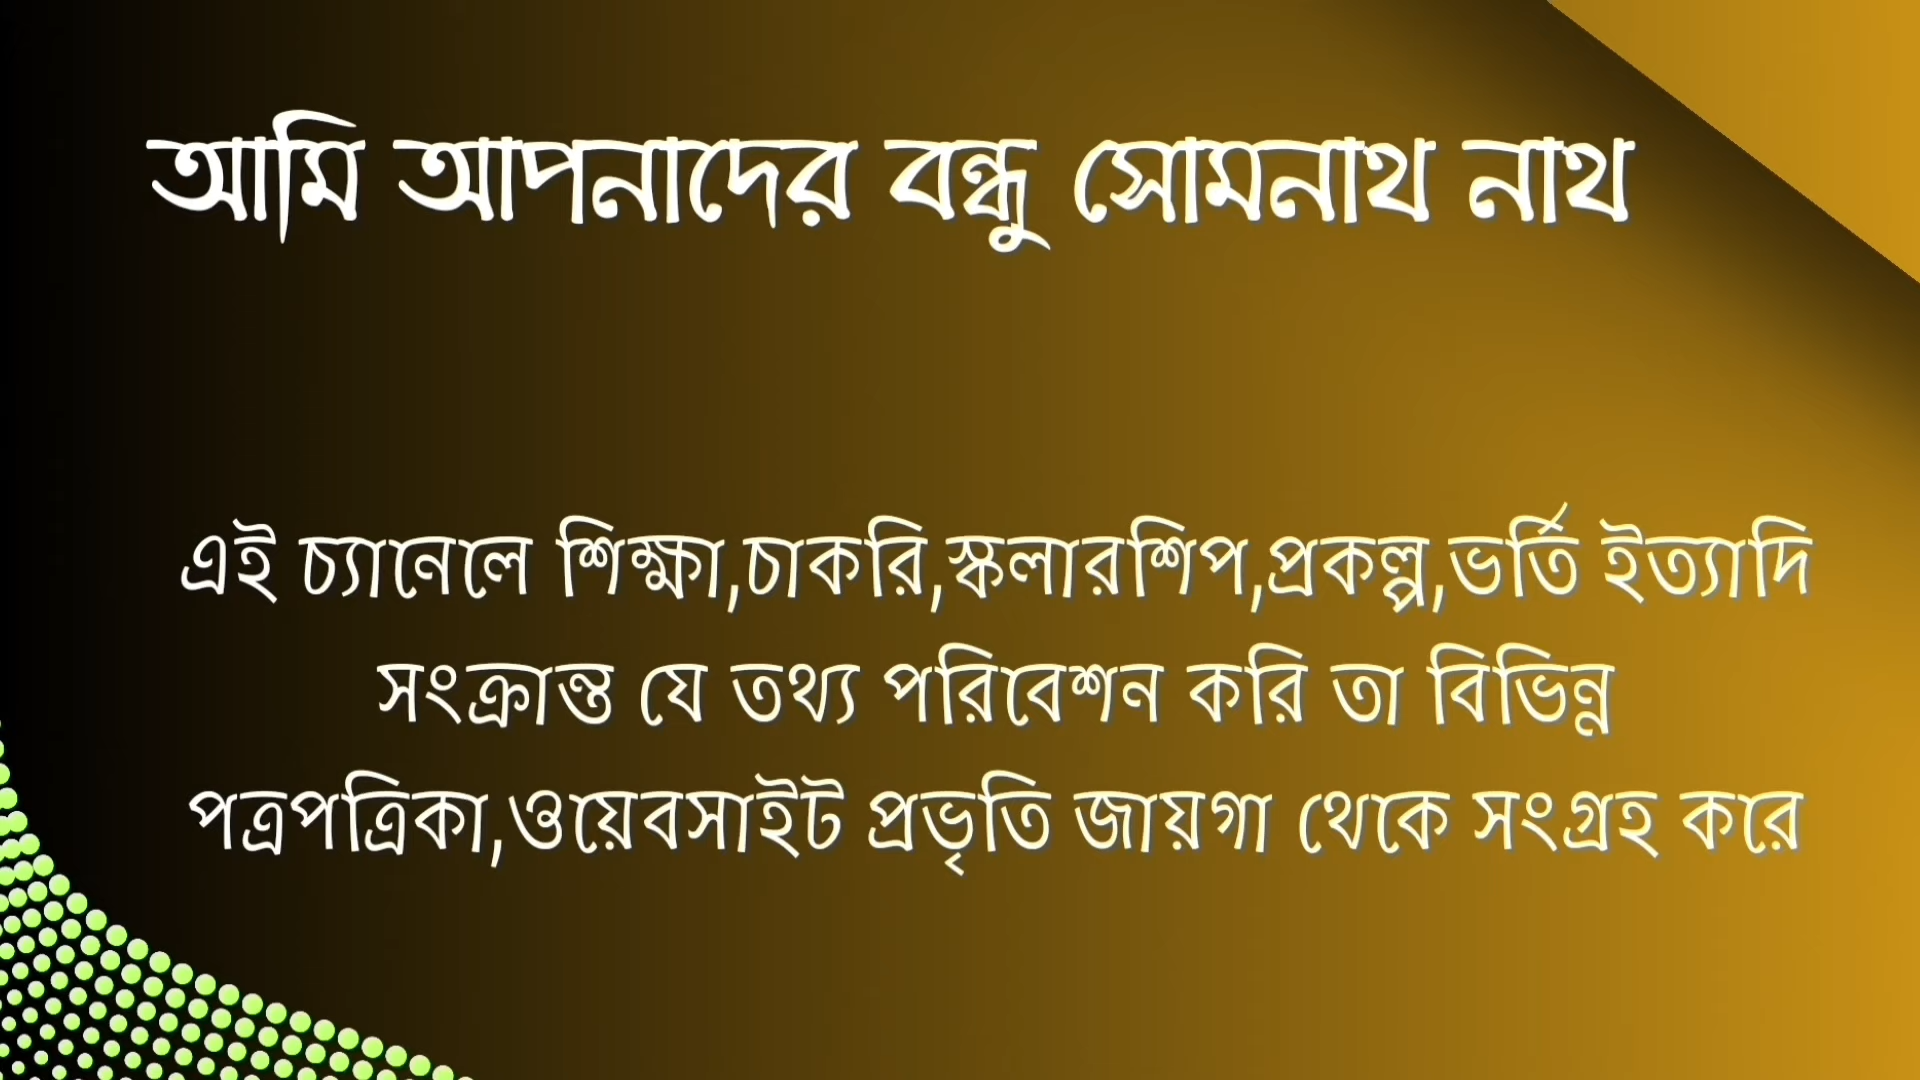 আমি আপনাদের বন্ধু সোমনাথ নাথ
এই চ্যানেলে শিক্ষা,চাকরি,স্কলারশিপ,প্রকল্প,ভর্তি ইত্যাদি
সংক্রান্ত যে তথ্য পরিবেশন করি তা বিভিন্ন
পত্রপত্রিকা,ওয়েবসাইট প্রভৃতি জায়গা থেকে সংগ্রহ করে